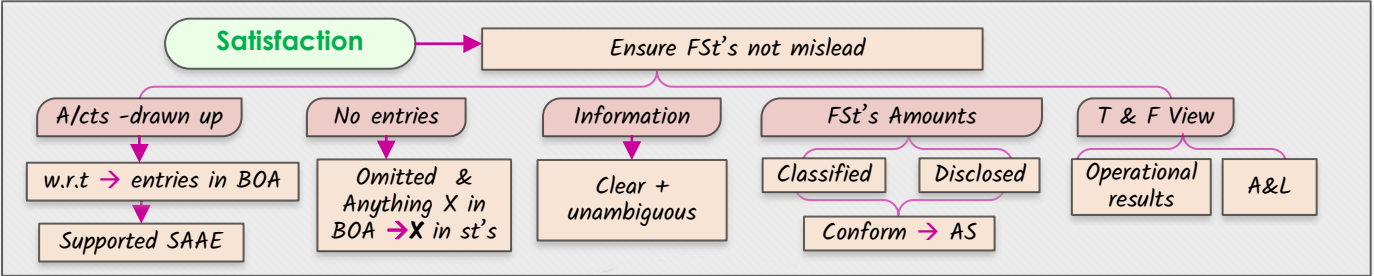 Satisfaction
Ensure FSt's not mislead
A/cts -drawn up
w.r.t → entries in BOA
Supported SAAE
No entries
Omitted &
Anything X in
BOA →X in st's
Information
Clear +
unambiguous
FSt's Amounts
Classified
Disclosed
Conform → AS
T & F View
Operational
results
A&L